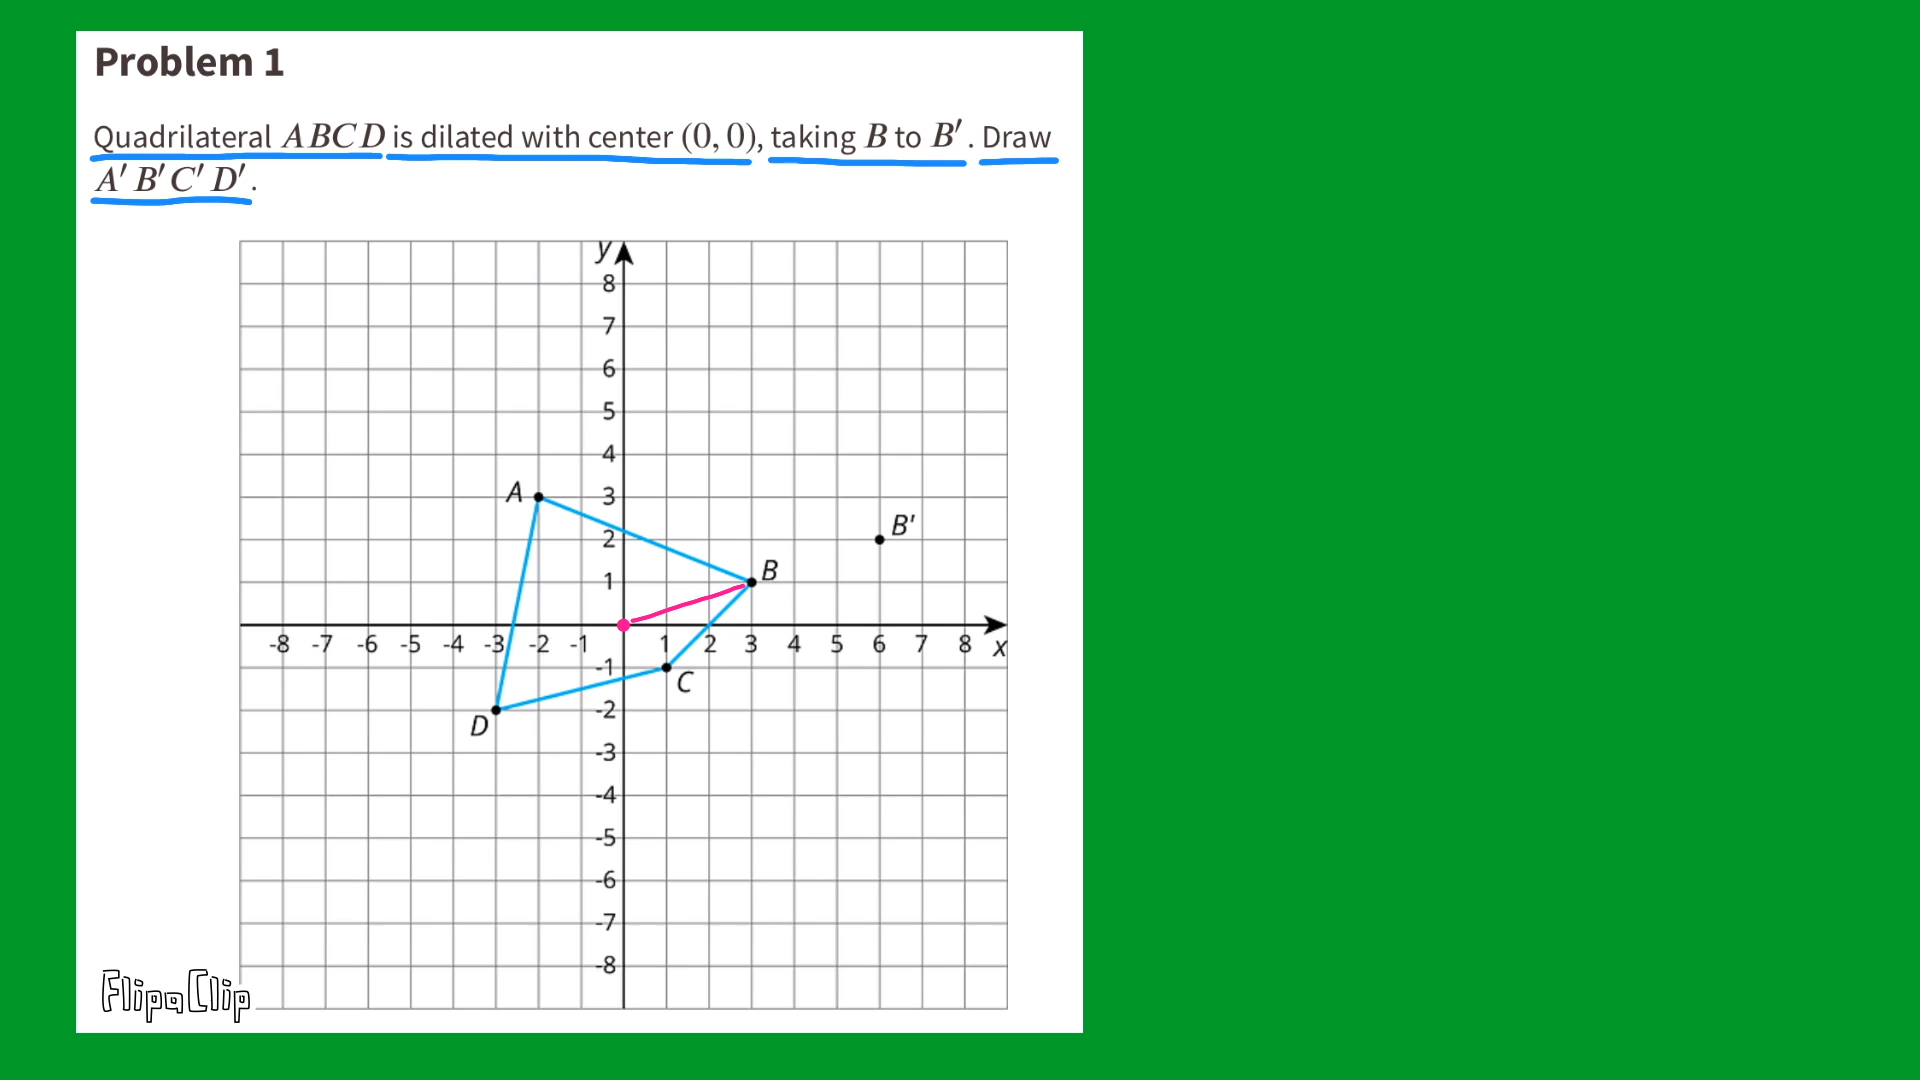 Problem 1
Quadrilateral ABCD is dilated with center (0, 0), taking B to B′. Draw
A′B′C′D′.
y
8
7
6
5
4
A 3
B'
2
B
1
-8 -7 -6 -5 -4 -3 -2 -1 1 2 3 4 5 6 7 8 x
-1
C
-2
D
-3
-4
-5
-6
-7
-8
FlipaClip